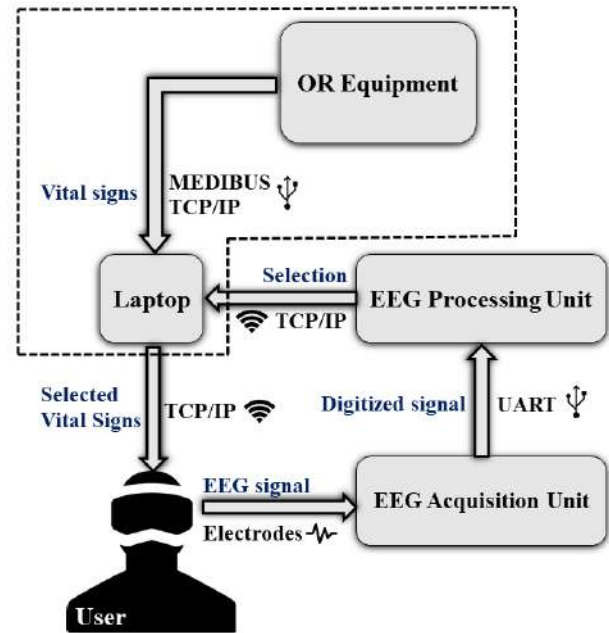 OR Equipment
Vital signs
MEDIBUS
TCP/IP
Laptop
Selection
TCP/IP
EEG Processing Unit
Selected
Vital Signs
TCP/IP
Digitized signal
UART
EEG signal
Electrodes
EEG Acquisition Unit
User